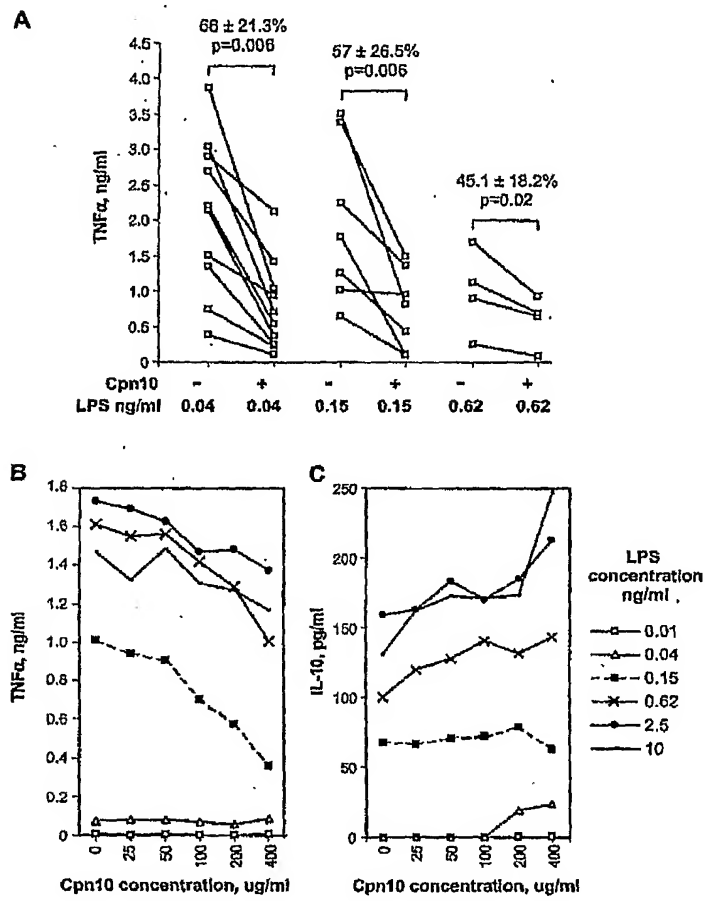 A
66 ± 21.3%
p=0.006
57 ± 26.5%
p=0.006
45.1 ± 18.2%
p=0.02
TNFα, ng/ml
4.5
4.0
3.5
3.0
2.5
2.0
1.5
1.0
0.5
0
Cpn10 - + - + - +
LPS ng/ml 0.04 0.04 0.15 0.15 0.62 0.62
B
TNFα, ng/ml
1.8
1.6
1.4
1.2
1.0
0.8
0.6
0.4
0.2
0
0 25 50 100 200 400
Cpn10 concentration, ug/ml
C
IL-10, pg/ml
250
200
150
100
50
0
0 25 50 100 200 400
Cpn10 concentration, ug/ml
LPS
concentration
ng/ml
0.01
0.04
0.15
0.62
2.5
10